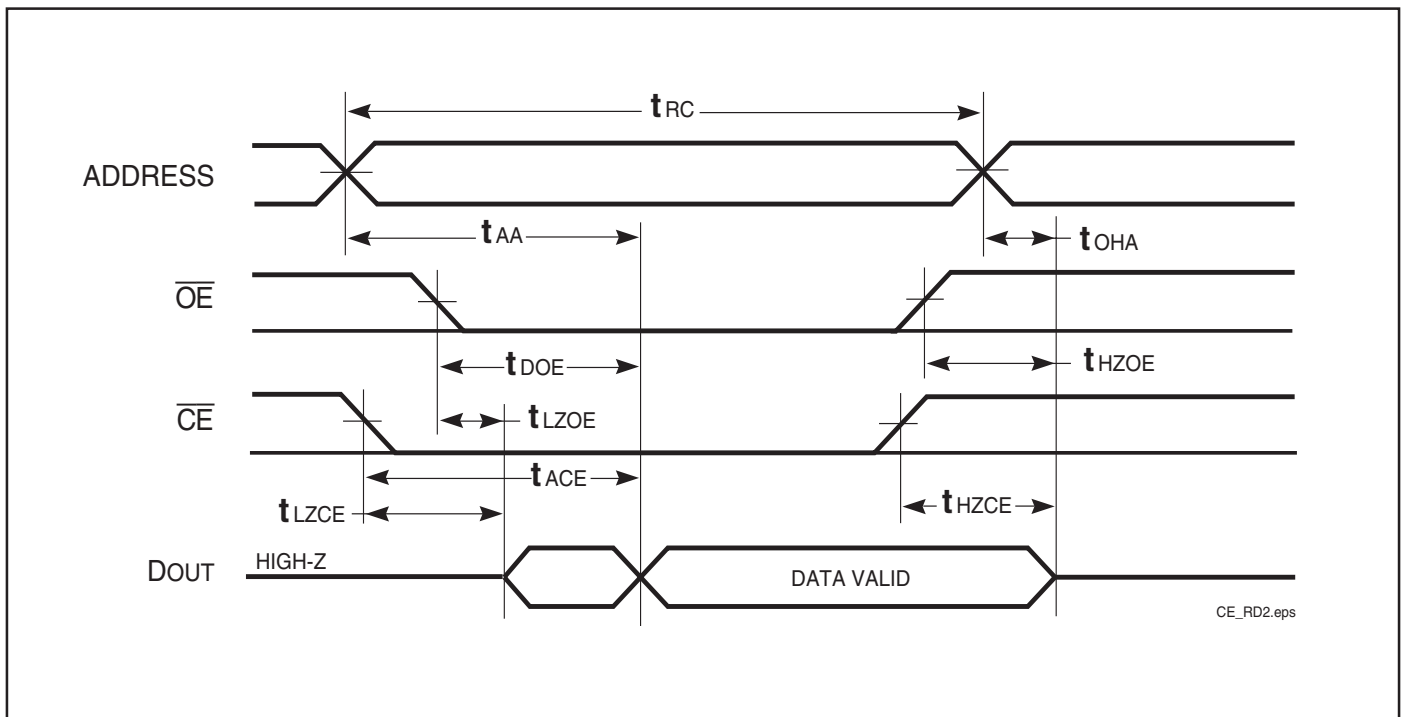 tRC
ADDRESS
tAA
tOHA
OE
tDOE
tHZOE
CE
tLZOE
tACE
tLZCE
tHZCE
DOUT
HIGH-Z
DATA VALID
CE_RD2.eps